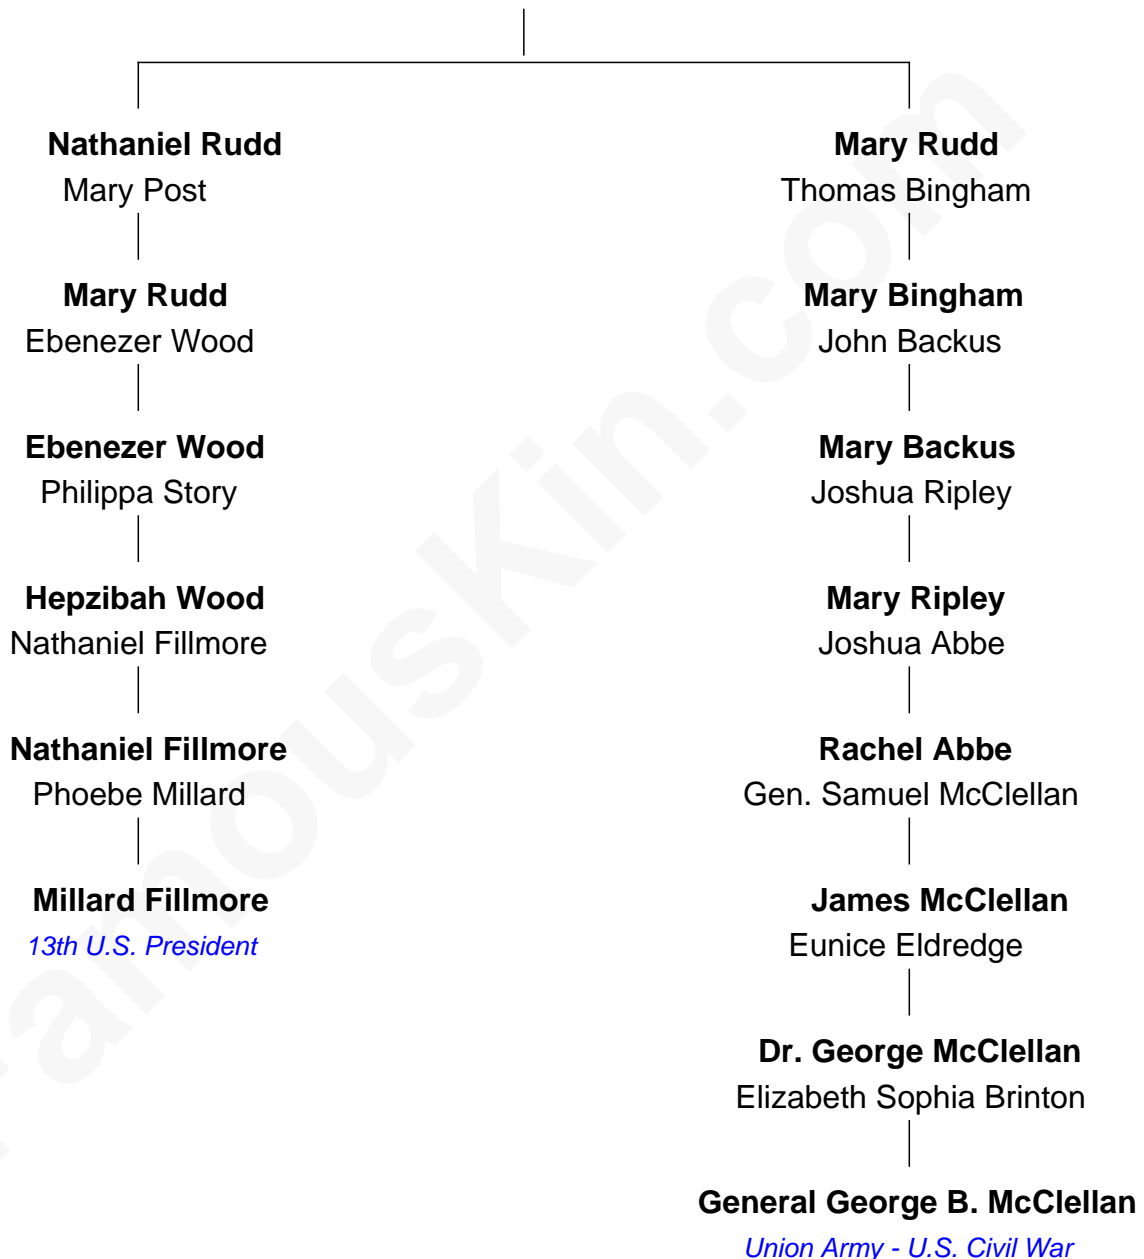 Nathaniel Rudd
Mary Post
Mary Rudd
Ebenezer Wood
Ebenezer Wood
Philippa Story
Hepzibah Wood
Nathaniel Fillmore
Nathaniel Fillmore
Phoebe Millard
Millard Fillmore
13th U.S. President
Mary Rudd
Thomas Bingham
Mary Bingham
John Backus
Mary Backus
Joshua Ripley
Mary Ripley
Joshua Abbe
Rachel Abbe
Gen. Samuel McClellan
James McClellan
Eunice Eldredge
Dr. George McClellan
Elizabeth Sophia Brinton
General George B. McClellan
Union Army - U.S. Civil War
FamousKin.com